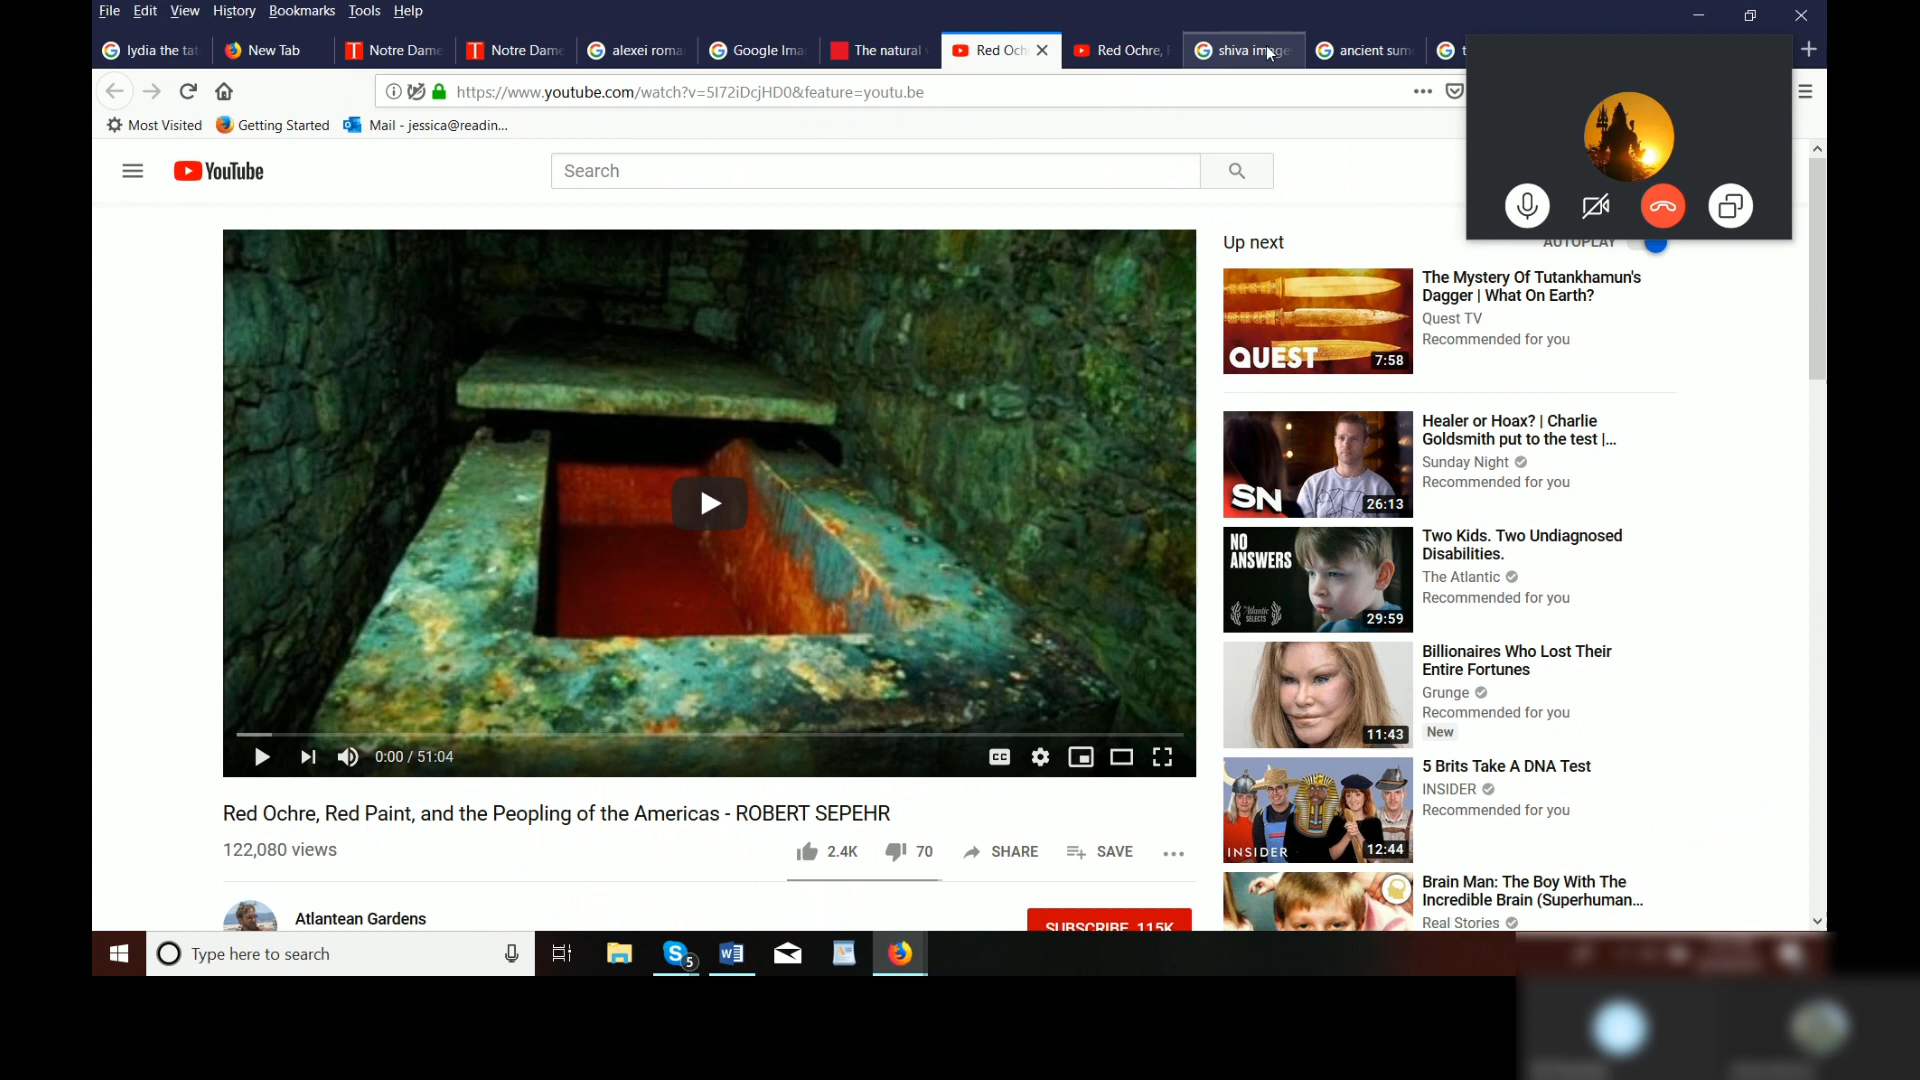 File Edit View History Bookmarks Tools Help
lydia the tat New Tab Notre Dame Notre Dame alexei roma Google Ima The natural Red Och Red Ochre, shiva image ancient sum
https://www.youtube.com/watch?v=5I72iDcjHD0&feature=youtu.be
Most Visited Getting Started Mail - jessica@readin...
YouTube
Search
Up next
AUTOPLAY
The Mystery Of Tutankhamun's
Dagger | What On Earth?
Quest TV
Recommended for you
QUEST
7:58
Healer or Hoax? | Charlie
Goldsmith put to the test |...
Sunday Night
Recommended for you
SN
26:13
Two Kids. Two Undiagnosed
Disabilities.
The Atlantic
Recommended for you
NO
ANSWERS
29:59
Billionaires Who Lost Their
Entire Fortunes
Grunge
Recommended for you
New
11:43
5 Brits Take A DNA Test
INSIDER
Recommended for you
INSIDER
12:44
Brain Man: The Boy With The
Incredible Brain (Superhuman...
Real Stories
0:00 / 51:04
CC
Red Ochre, Red Paint, and the Peopling of the Americas - ROBERT SEPEHR
122,080 views
2.4K 70 SHARE SAVE
Atlantean Gardens
SUBSCRIBE 115K
Type here to search
5